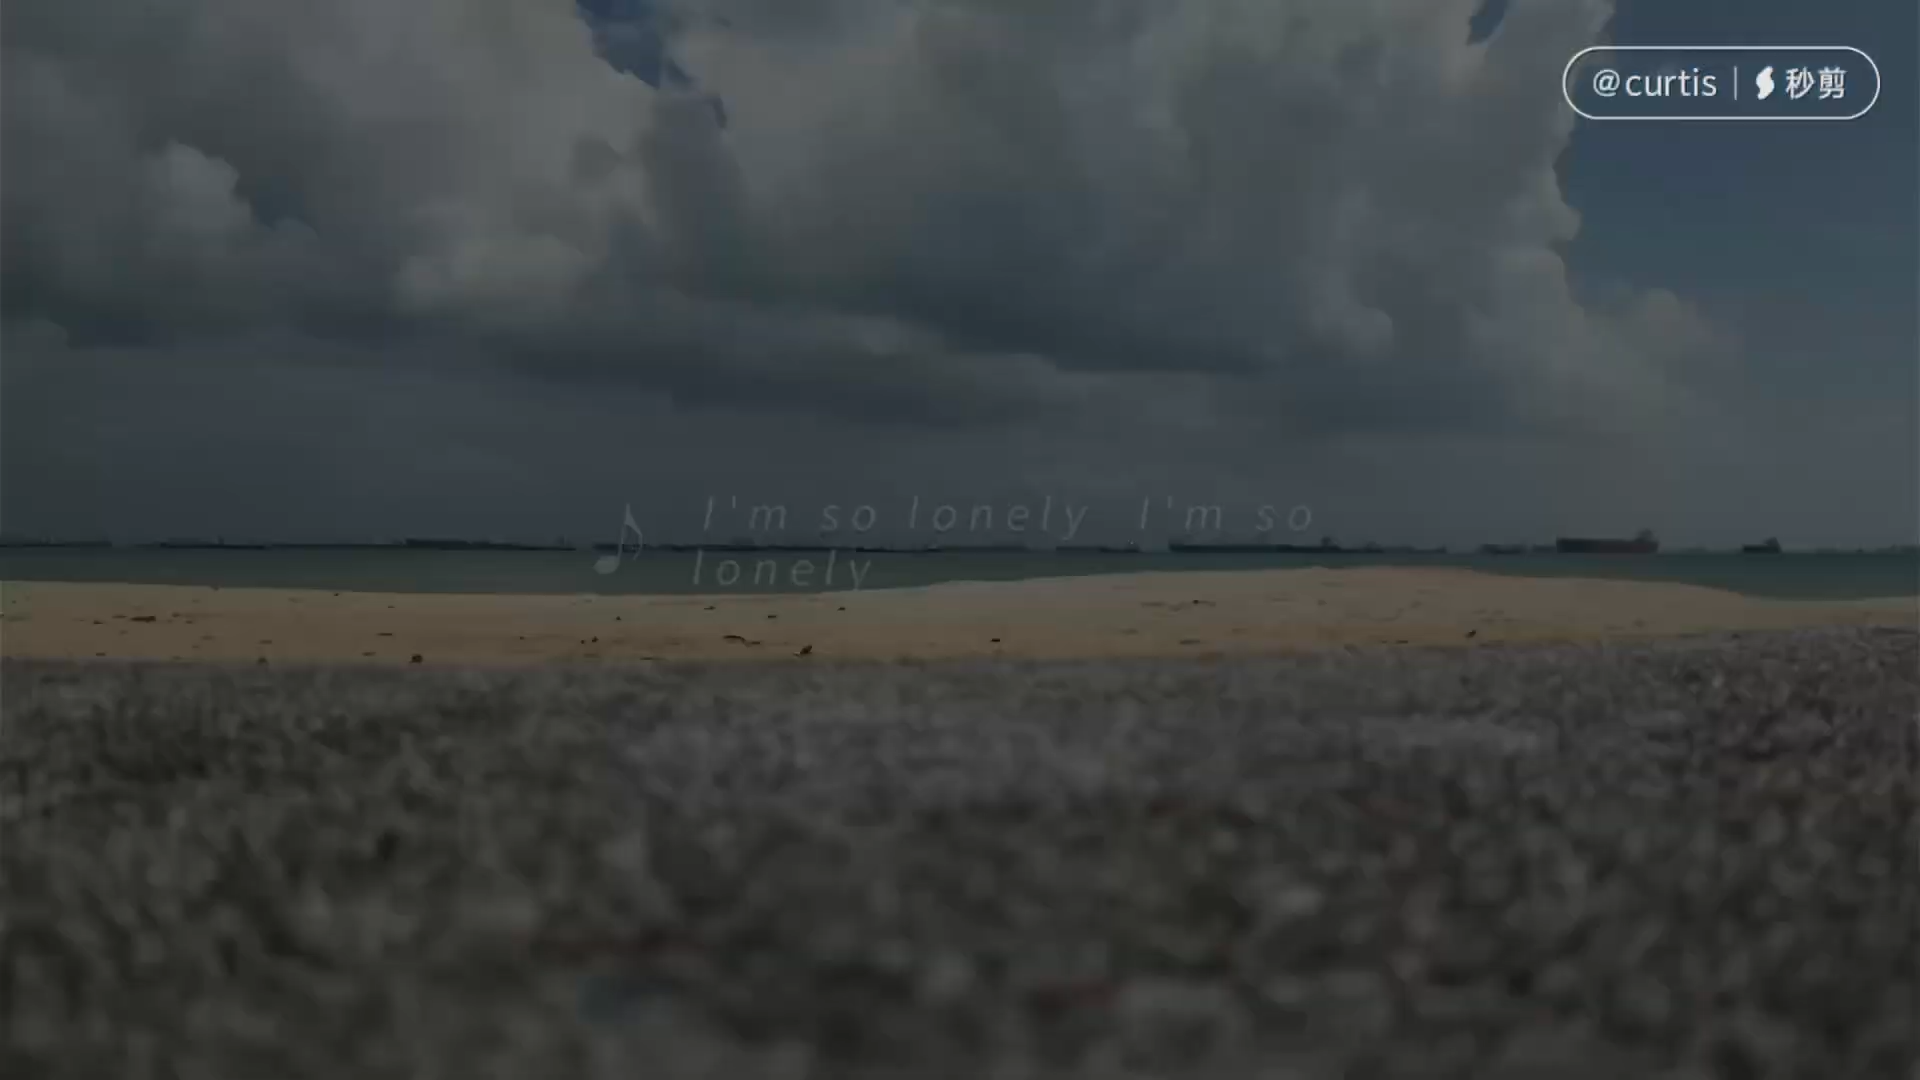 @curtis | 秒剪
I'm so lonely I'm so
lonely